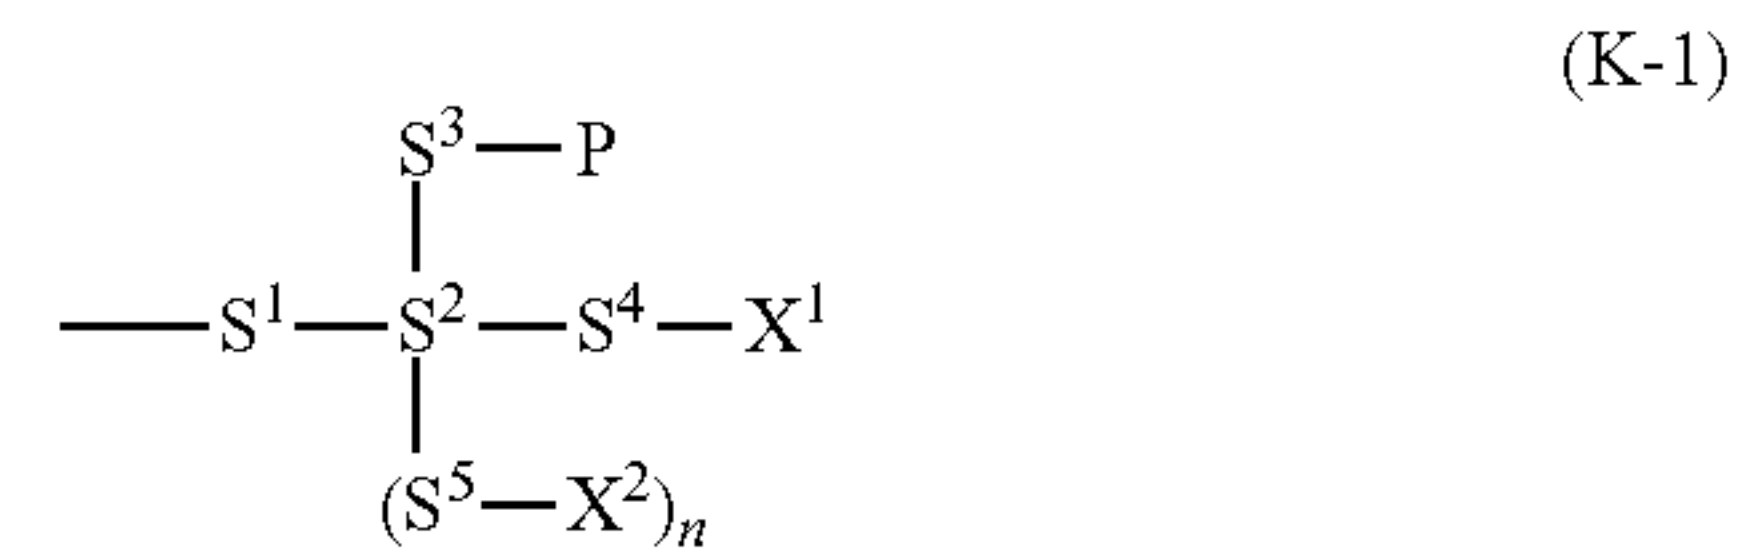 (K-1)
S³—P
—S¹—S²—S⁴—X¹
(S⁵—X²)ₙ